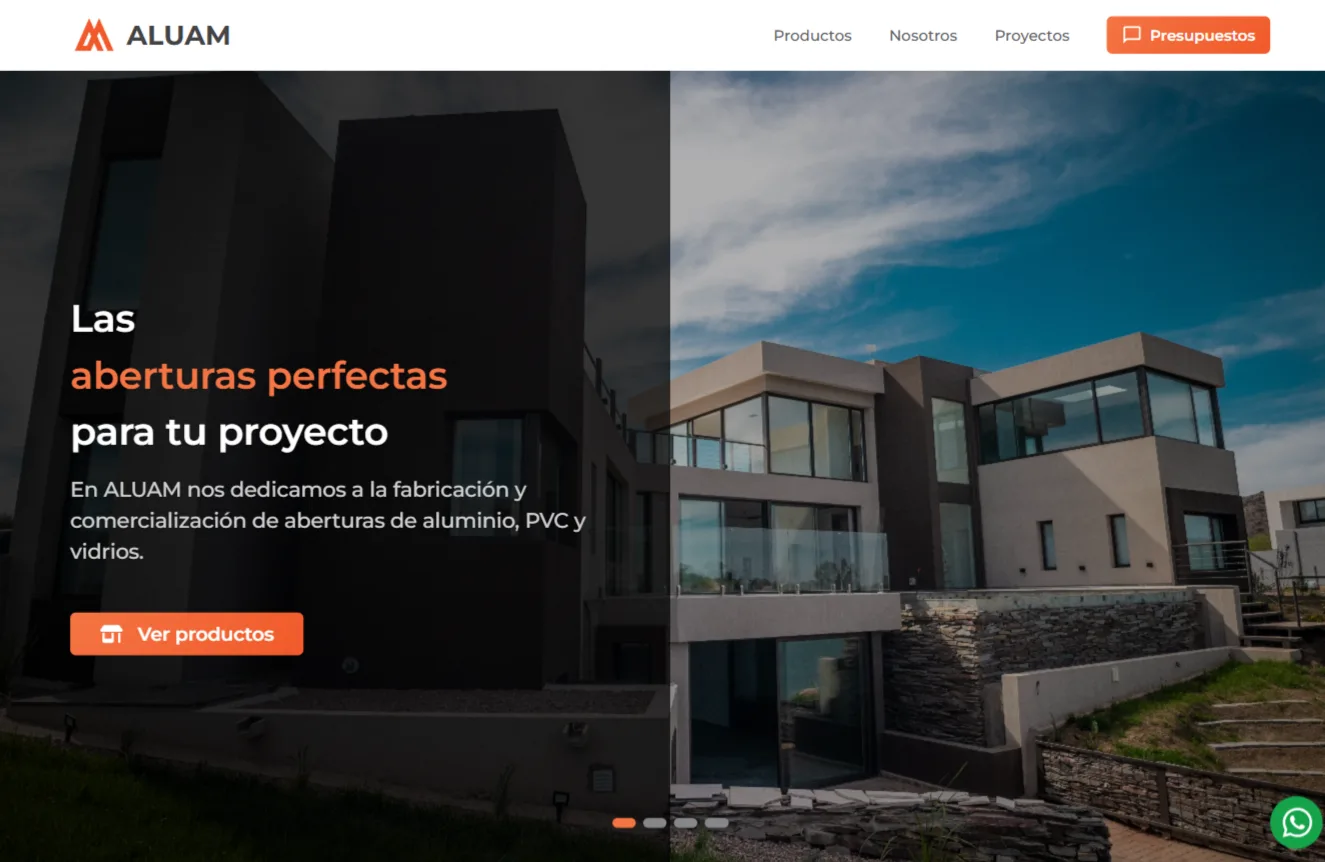 ALUAM
Productos
Nosotros
Proyectos
Presupuestos
Las
aberturas perfectas
para tu proyecto
En ALUAM nos dedicamos a la fabricación y
comercialización de aberturas de aluminio, PVC y
vidrios.
Ver productos